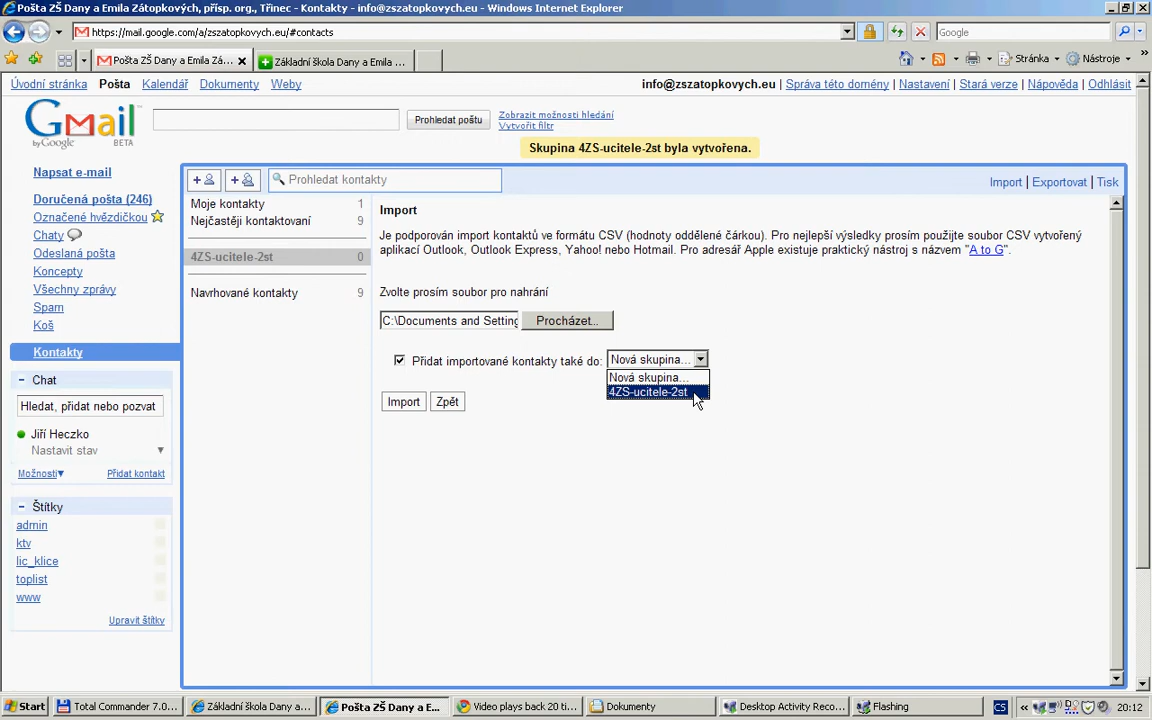 Pošta ZŠ Dany a Emila Zátopkových, přísp. org., Třinec - Kontakty - info@zszatopkovych.eu - Windows Internet Explorer
https://mail.google.com/a/zszatopkovych.eu/#contacts
Google
Pošta ZŠ Dany a Emila Zá...
Základní škola Dany a Emila ...
Stránka
Nástroje
Úvodní stránka Pošta Kalendář Dokumenty Weby
info@zszatopkovych.eu | Správa této domény | Nastavení | Stará verze | Nápověda | Odhlásit
Gmail
by Google BETA
Prohledat poštu
Zobrazit možnosti hledání
Vytvořit filtr
Skupina 4ZS-ucitele-2st byla vytvořena.
Napsat e-mail
Doručená pošta (246)
Označené hvězdičkou
Chaty
Odeslaná pošta
Koncepty
Všechny zprávy
Spam
Koš
Kontakty
Chat
Hledat, přidat nebo pozvat
Jiří Heczko
Nastavit stav
Možnosti
Přidat kontakt
Štítky
admin
ktv
lic_klice
toplist
www
Upravit štítky
Prohledat kontakty
Import | Exportovat | Tisk
Moje kontakty 1
Nejčastěji kontaktovaní 9
4ZS-ucitele-2st 0
Navrhované kontakty 9
Import
Je podporován import kontaktů ve formátu CSV (hodnoty oddělené čárkou). Pro nejlepší výsledky prosím použijte soubor CSV vytvořený
aplikací Outlook, Outlook Express, Yahoo! nebo Hotmail. Pro adresář Apple existuje praktický nástroj s názvem "A to G".
Zvolte prosím soubor pro nahrání
C:\Documents and Setting
Procházet...
Přidat importované kontakty také do:
Nová skupina...
Nová skupina...
4ZS-ucitele-2st
Import
Zpět
Start
Total Commander 7.0...
Základní škola Dany a...
Pošta ZŠ Dany a E...
Video plays back 20 ti...
Dokumenty
Desktop Activity Reco...
Flashing
CS
20:12